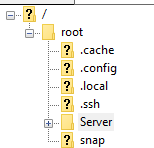 /
root
.cache
.config
.local
.ssh
Server
snap